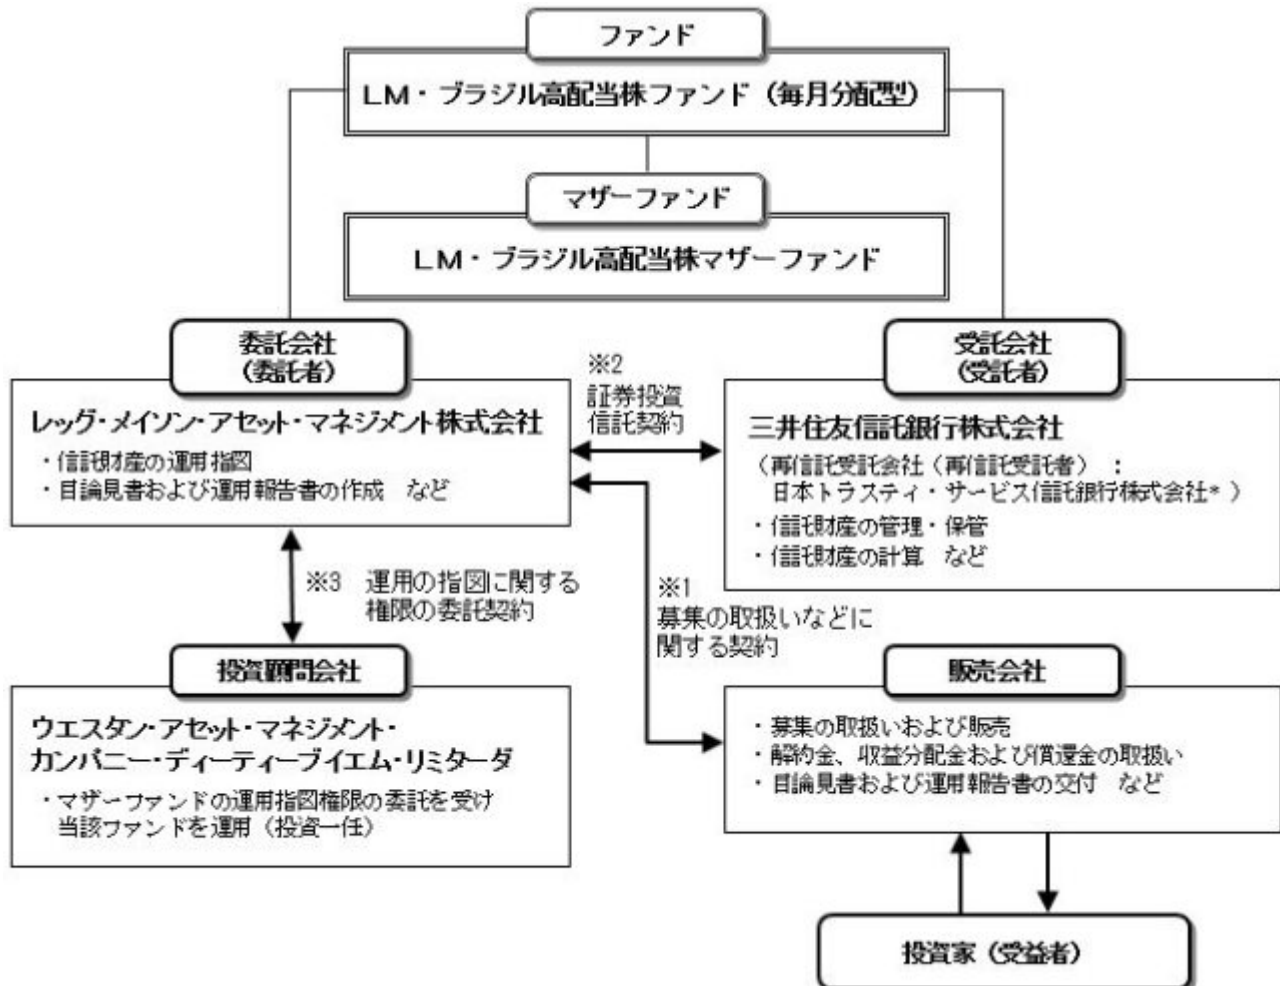 ファンド
LM・ブラジル高配当株ファンド（毎月分配型）
マザーファンド
LM・ブラジル高配当株マザーファンド
委託会社
（委託者）
レッグ・メイソン・アセット・マネジメント株式会社
・信託財産の運用指図
・目論見書および運用報告書の作成 など
※2
証券投資
信託契約
受託会社
（受託者）
三井住友信託銀行株式会社
（再信託受託会社（再信託受託者）：
日本トラスティ・サービス信託銀行株式会社*）
・信託財産の管理・保管
・信託財産の計算 など
※3 運用の指図に関する
権限の委託契約
※1
募集の取扱いなどに
関する契約
投資顧問会社
ウエスタン・アセット・マネジメント・
カンパニー・ディーティーブイエム・リミターダ
・マザーファンドの運用指図権限の委託を受け
当該ファンドを運用（投資一任）
販売会社
・募集の取扱いおよび販売
・解約金、収益分配金および償還金の取扱い
・目論見書および運用報告書の交付 など
投資家（受益者）